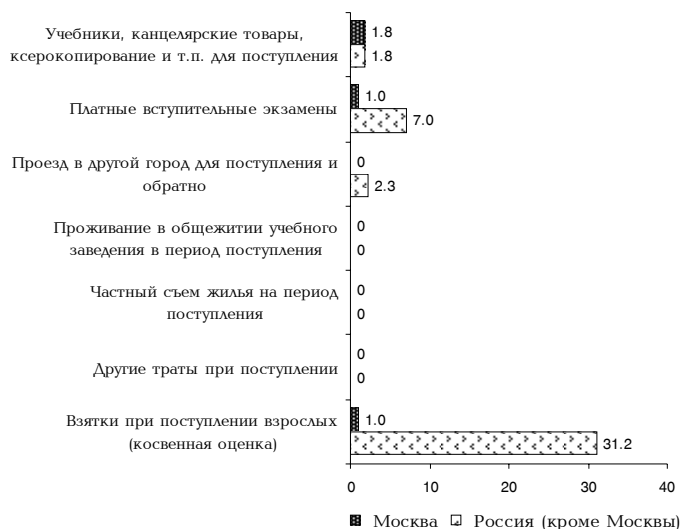 Учебники, канцелярские товары,
ксерокопирование и т.п. для поступления
1.8
1.8
Платные вступительные экзамены
1.0
7.0
Проезд в другой город для поступления и
обратно
0
2.3
Проживание в общежитии учебного
заведения в период поступления
0
0
Частный съем жилья на период
поступления
0
0
Другие траты при поступлении
0
0
Взятки при поступлении взрослых
(косвенная оценка)
1.0
31.2
0 10 20 30 40
Москва Россия (кроме Москвы)